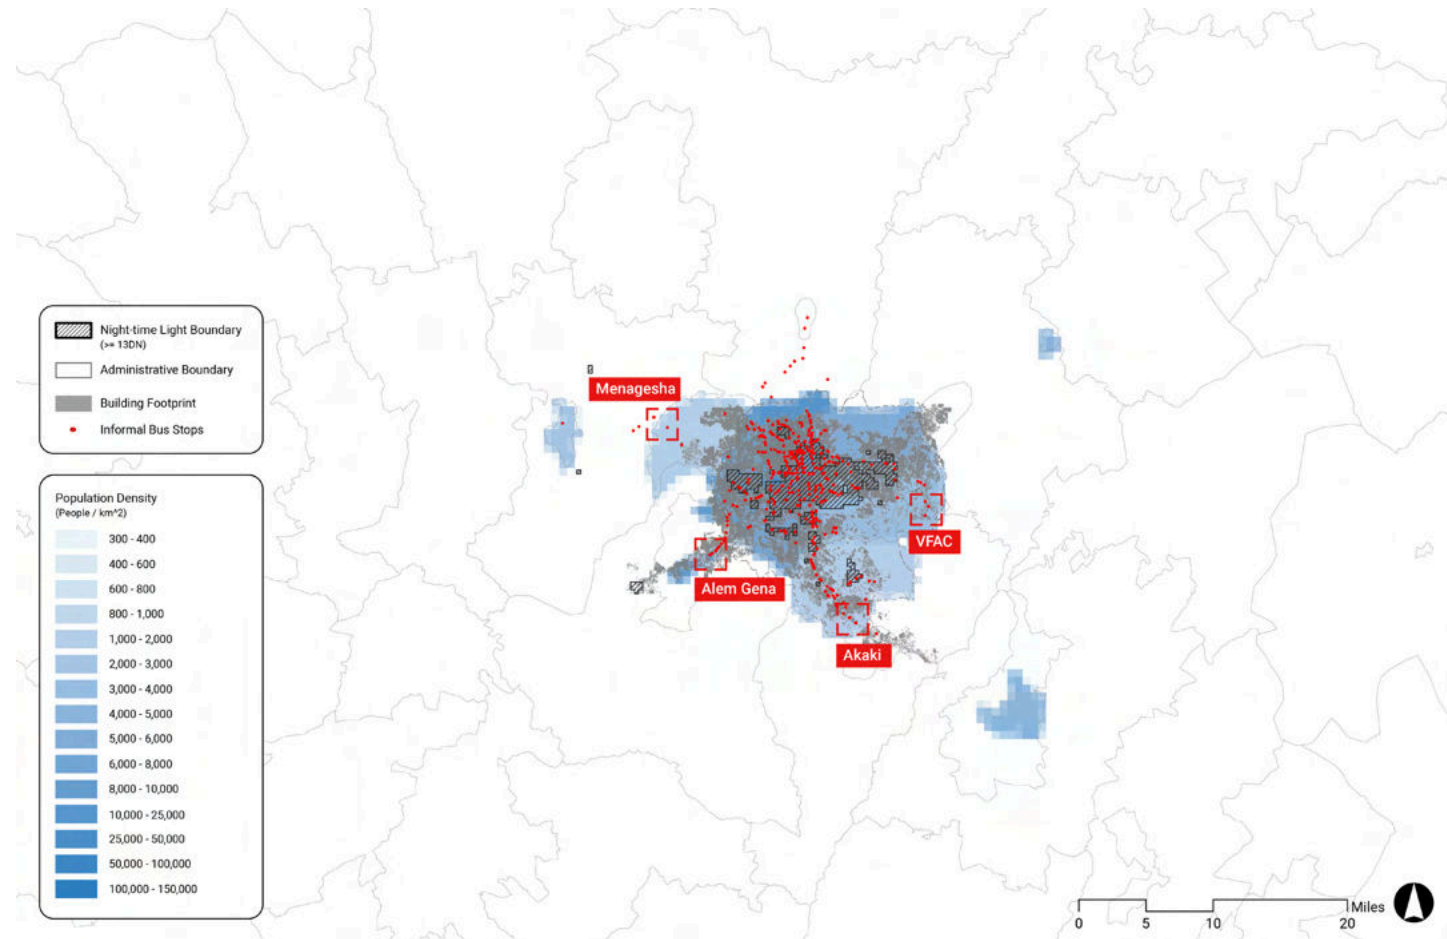 Night-time Light Boundary
(>= 13DN)
Administrative Boundary
Building Footprint
Informal Bus Stops
Menagesha
VFAC
Alem Gena
Akaki
Population Density
(People / km^2)
300 - 400
400 - 600
600 - 800
800 - 1,000
1,000 - 2,000
2,000 - 3,000
3,000 - 4,000
4,000 - 5,000
5,000 - 6,000
6,000 - 8,000
8,000 - 10,000
10,000 - 25,000
25,000 - 50,000
50,000 - 100,000
100,000 - 150,000
Miles
0 5 10 20